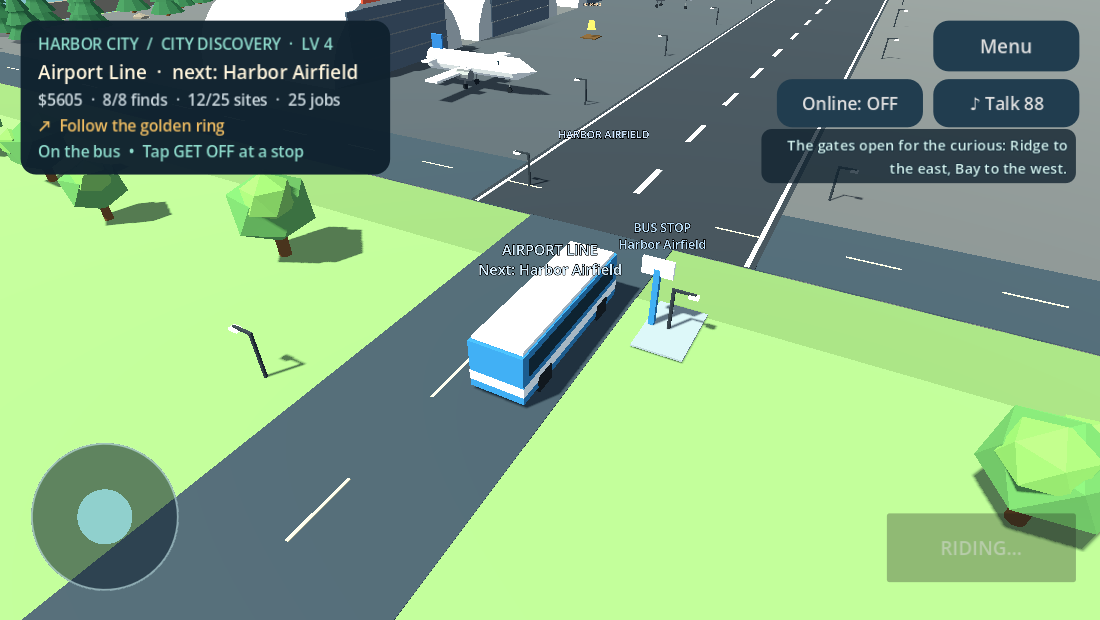 HARBOR CITY / CITY DISCOVERY · LV 4
Airport Line · next: Harbor Airfield
$5605 · 8/8 finds · 12/25 sites · 25 jobs
↗ Follow the golden ring
On the bus • Tap GET OFF at a stop
Menu
Online: OFF
♪ Talk 88
The gates open for the curious: Ridge to
the east, Bay to the west.
HARBOR AIRFIELD
BUS STOP
Harbor Airfield
AIRPORT LINE
Next: Harbor Airfield
RIDING...